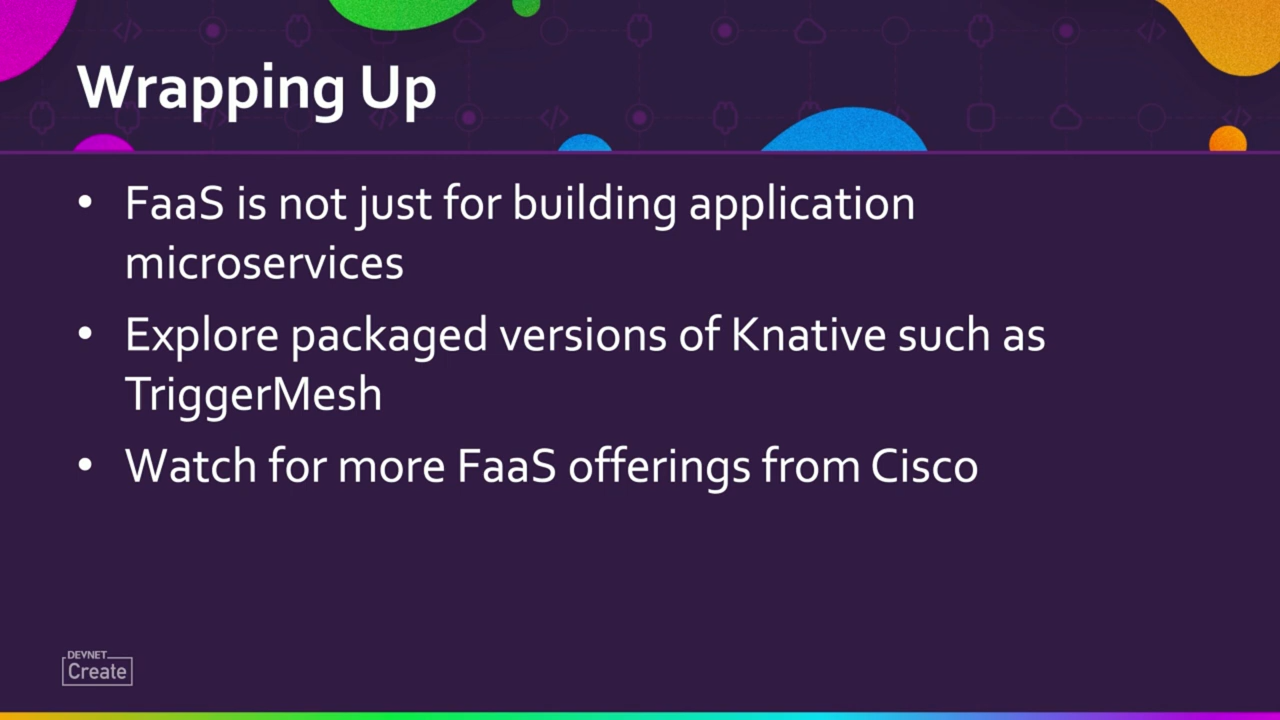 Wrapping Up
• FaaS is not just for building application
microservices
• Explore packaged versions of Knative such as
TriggerMesh
• Watch for more FaaS offerings from Cisco
DEVNET
Create